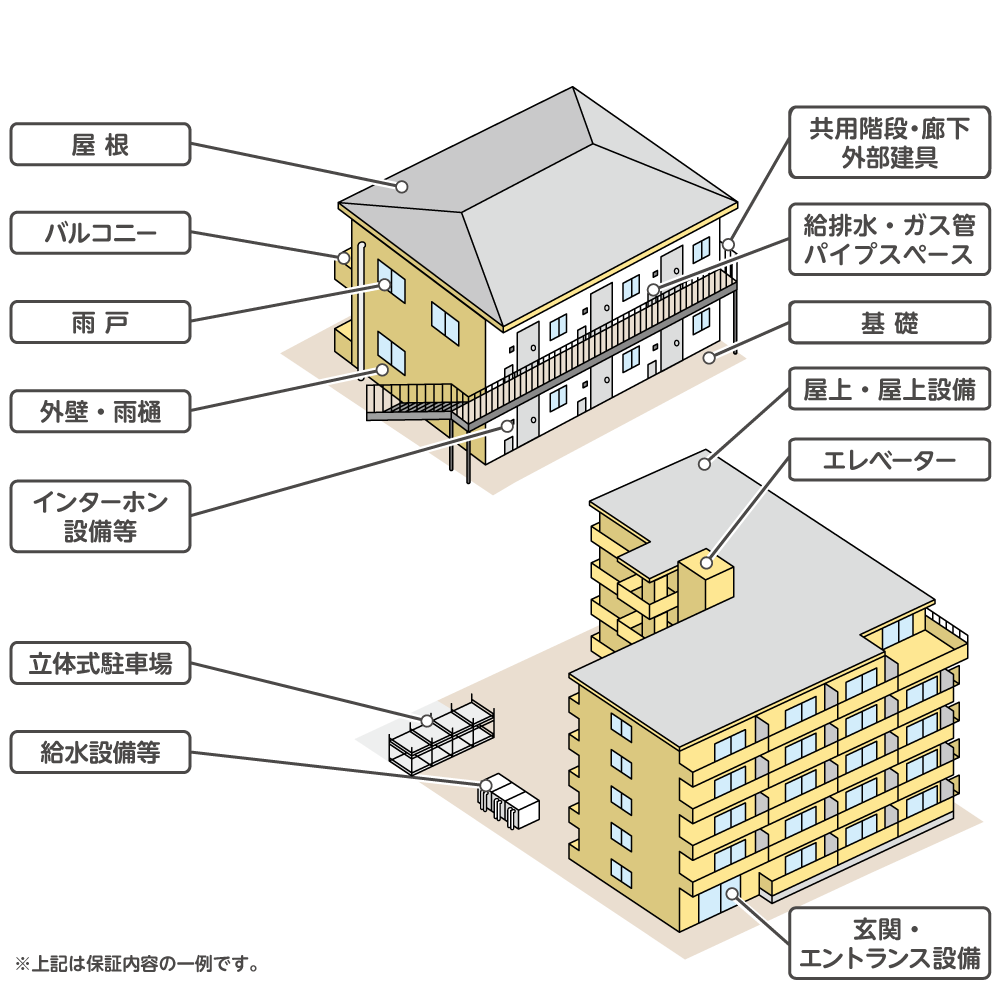 屋根
バルコニー
雨戸
外壁・雨樋
インターホン
設備等
立体式駐車場
給水設備等
共用階段・廊下
外部建具
給排水・ガス管
パイプスペース
基礎
屋上・屋上設備
エレベーター
玄関・
エントランス設備
※上記は保証内容の一例です。